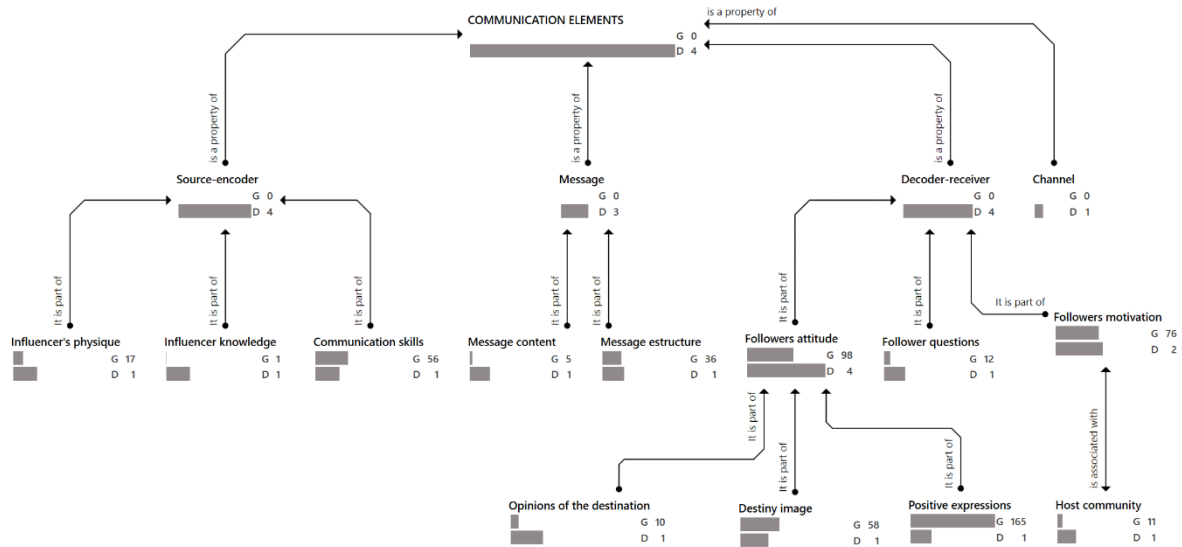 COMMUNICATION ELEMENTS
G 0
D 4
is a property of
is a property of
is a property of
is a property of
Source-encoder
G 0
D 4
Message
G 0
D 3
Decoder-receiver
G 0
D 4
Channel
G 0
D 1
It is part of
It is part of
It is part of
It is part of
It is part of
It is part of
It is part of
It is part of
Influencer's physique
G 17
D 1
Influencer knowledge
G 1
D 1
Communication skills
G 56
D 1
Message content
G 5
D 1
Message estructure
G 36
D 1
Followers attitude
G 98
D 4
Follower questions
G 12
D 1
Followers motivation
G 76
D 2
It is part of
It is part of
It is part of
is associated with
Opinions of the destination
G 10
D 1
Destiny image
G 58
D 1
Positive expressions
G 165
D 1
Host community
G 11
D 1